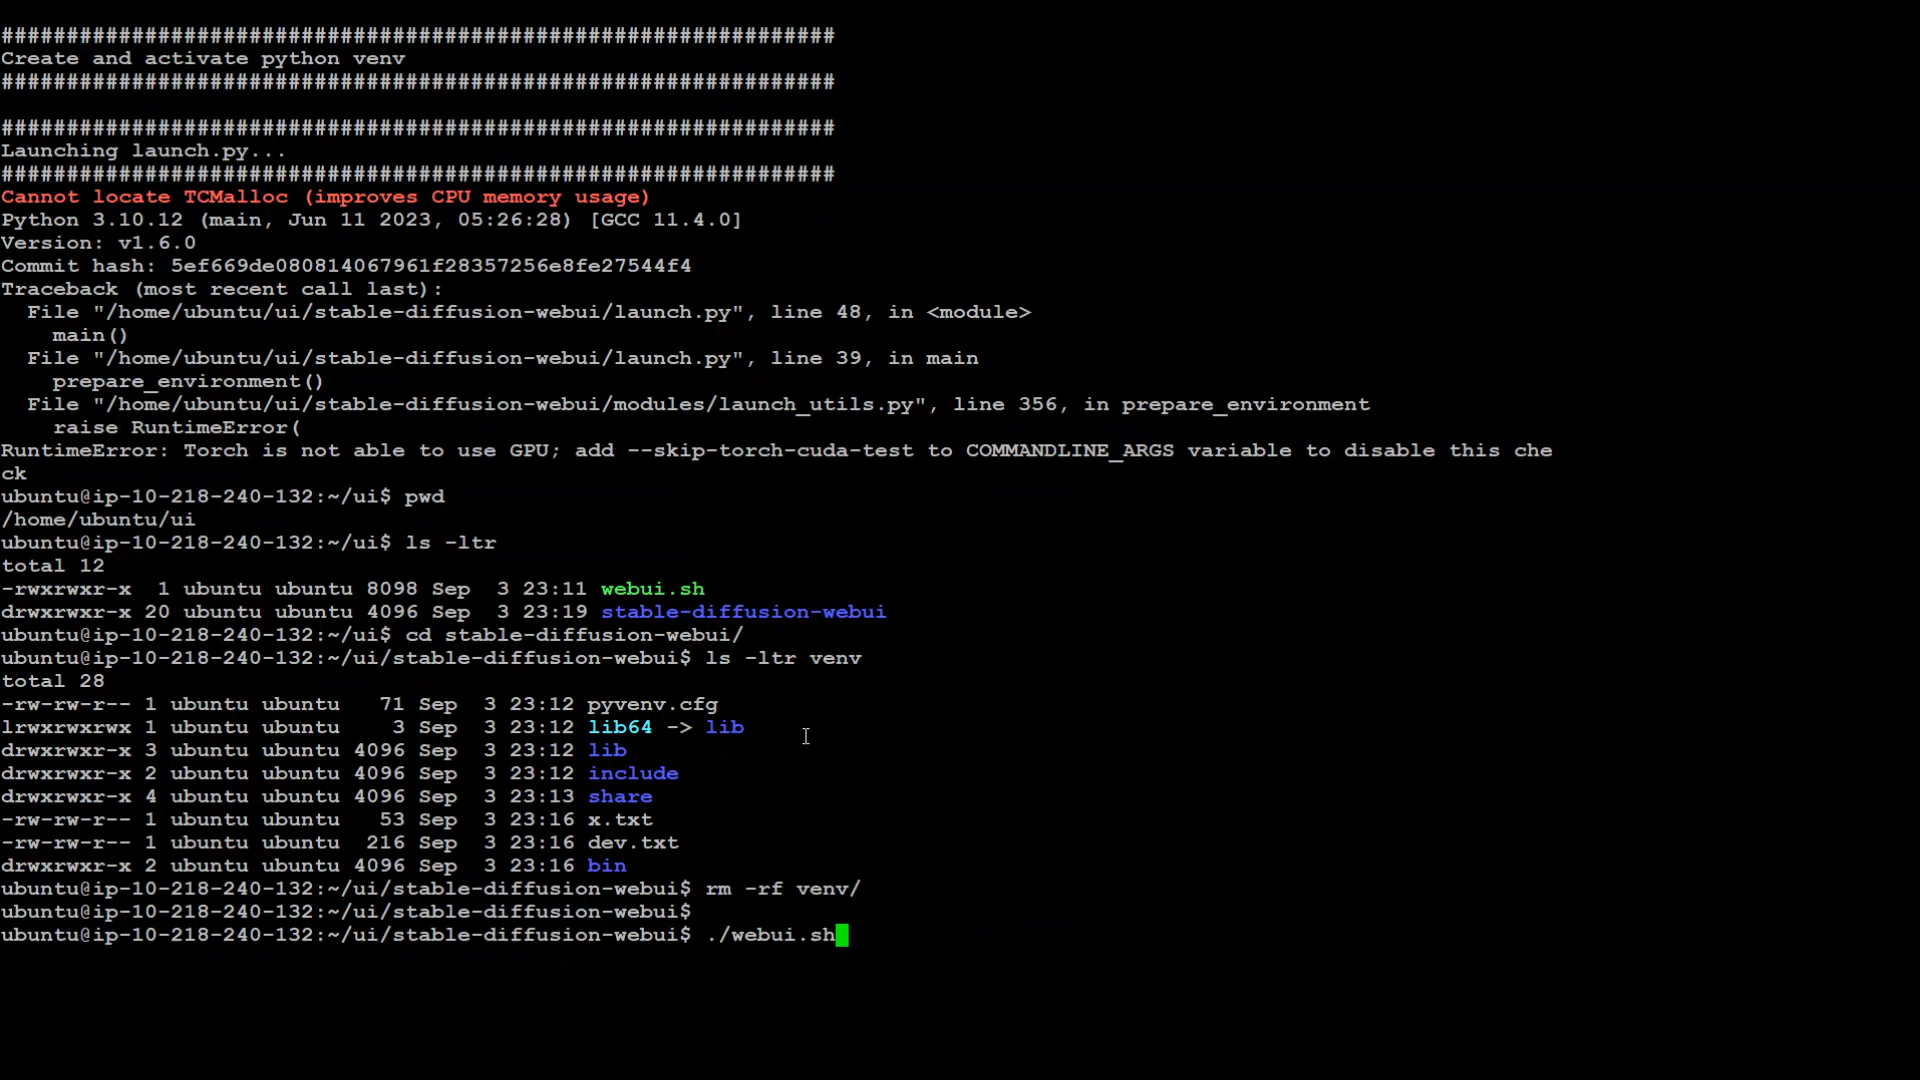 ################################################################
Create and activate python venv
################################################################
################################################################
Launching launch.py...
################################################################
Cannot locate TCMalloc (improves CPU memory usage)
Python 3.10.12 (main, Jun 11 2023, 05:26:28) [GCC 11.4.0]
Version: v1.6.0
Commit hash: 5ef669de080814067961f28357256e8fe27544f4
Traceback (most recent call last):
  File "/home/ubuntu/ui/stable-diffusion-webui/launch.py", line 48, in <module>
    main()
  File "/home/ubuntu/ui/stable-diffusion-webui/launch.py", line 39, in main
    prepare_environment()
  File "/home/ubuntu/ui/stable-diffusion-webui/modules/launch_utils.py", line 356, in prepare_environment
    raise RuntimeError(
RuntimeError: Torch is not able to use GPU; add --skip-torch-cuda-test to COMMANDLINE_ARGS variable to disable this che
ck
ubuntu@ip-10-218-240-132:~/ui$ pwd
/home/ubuntu/ui
ubuntu@ip-10-218-240-132:~/ui$ ls -ltr
total 12
-rwxrwxr-x  1 ubuntu ubuntu 8098 Sep  3 23:11 webui.sh
drwxrwxr-x 20 ubuntu ubuntu 4096 Sep  3 23:19 stable-diffusion-webui
ubuntu@ip-10-218-240-132:~/ui$ cd stable-diffusion-webui/
ubuntu@ip-10-218-240-132:~/ui/stable-diffusion-webui$ ls -ltr venv
total 28
-rw-rw-r-- 1 ubuntu ubuntu   71 Sep  3 23:12 pyvenv.cfg
lrwxrwxrwx 1 ubuntu ubuntu    3 Sep  3 23:12 lib64 -> lib
drwxrwxr-x 3 ubuntu ubuntu 4096 Sep  3 23:12 lib
drwxrwxr-x 2 ubuntu ubuntu 4096 Sep  3 23:12 include
drwxrwxr-x 4 ubuntu ubuntu 4096 Sep  3 23:13 share
-rw-rw-r-- 1 ubuntu ubuntu   53 Sep  3 23:16 x.txt
-rw-rw-r-- 1 ubuntu ubuntu  216 Sep  3 23:16 dev.txt
drwxrwxr-x 2 ubuntu ubuntu 4096 Sep  3 23:16 bin
ubuntu@ip-10-218-240-132:~/ui/stable-diffusion-webui$ rm -rf venv/
ubuntu@ip-10-218-240-132:~/ui/stable-diffusion-webui$
ubuntu@ip-10-218-240-132:~/ui/stable-diffusion-webui$ ./webui.sh